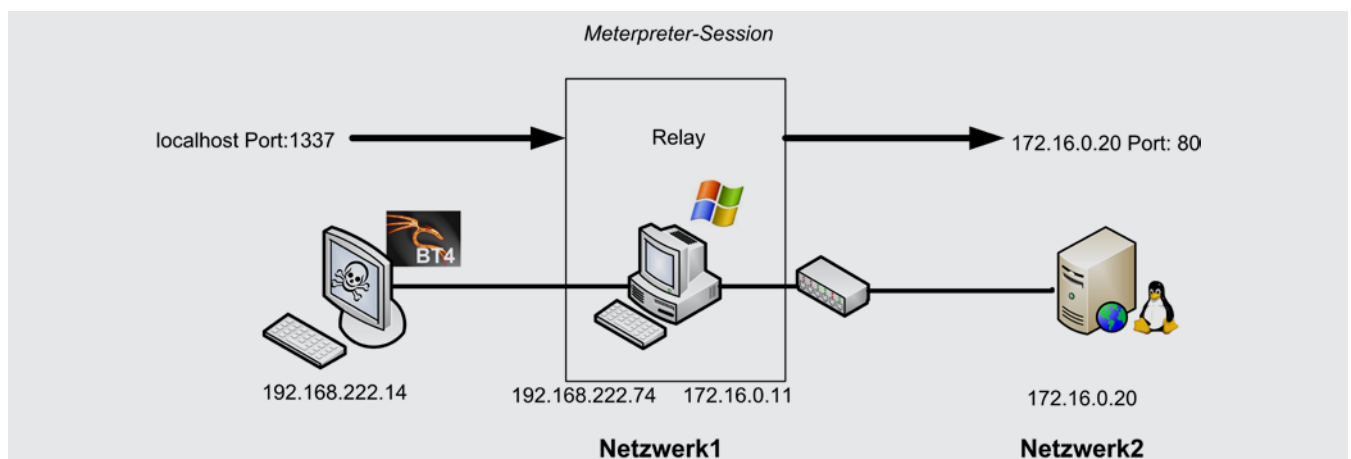 Meterpreter-Session
localhost Port:1337
Relay
172.16.0.20 Port: 80
BT4
192.168.222.14
192.168.222.74
172.16.0.11
172.16.0.20
Netzwerk1
Netzwerk2